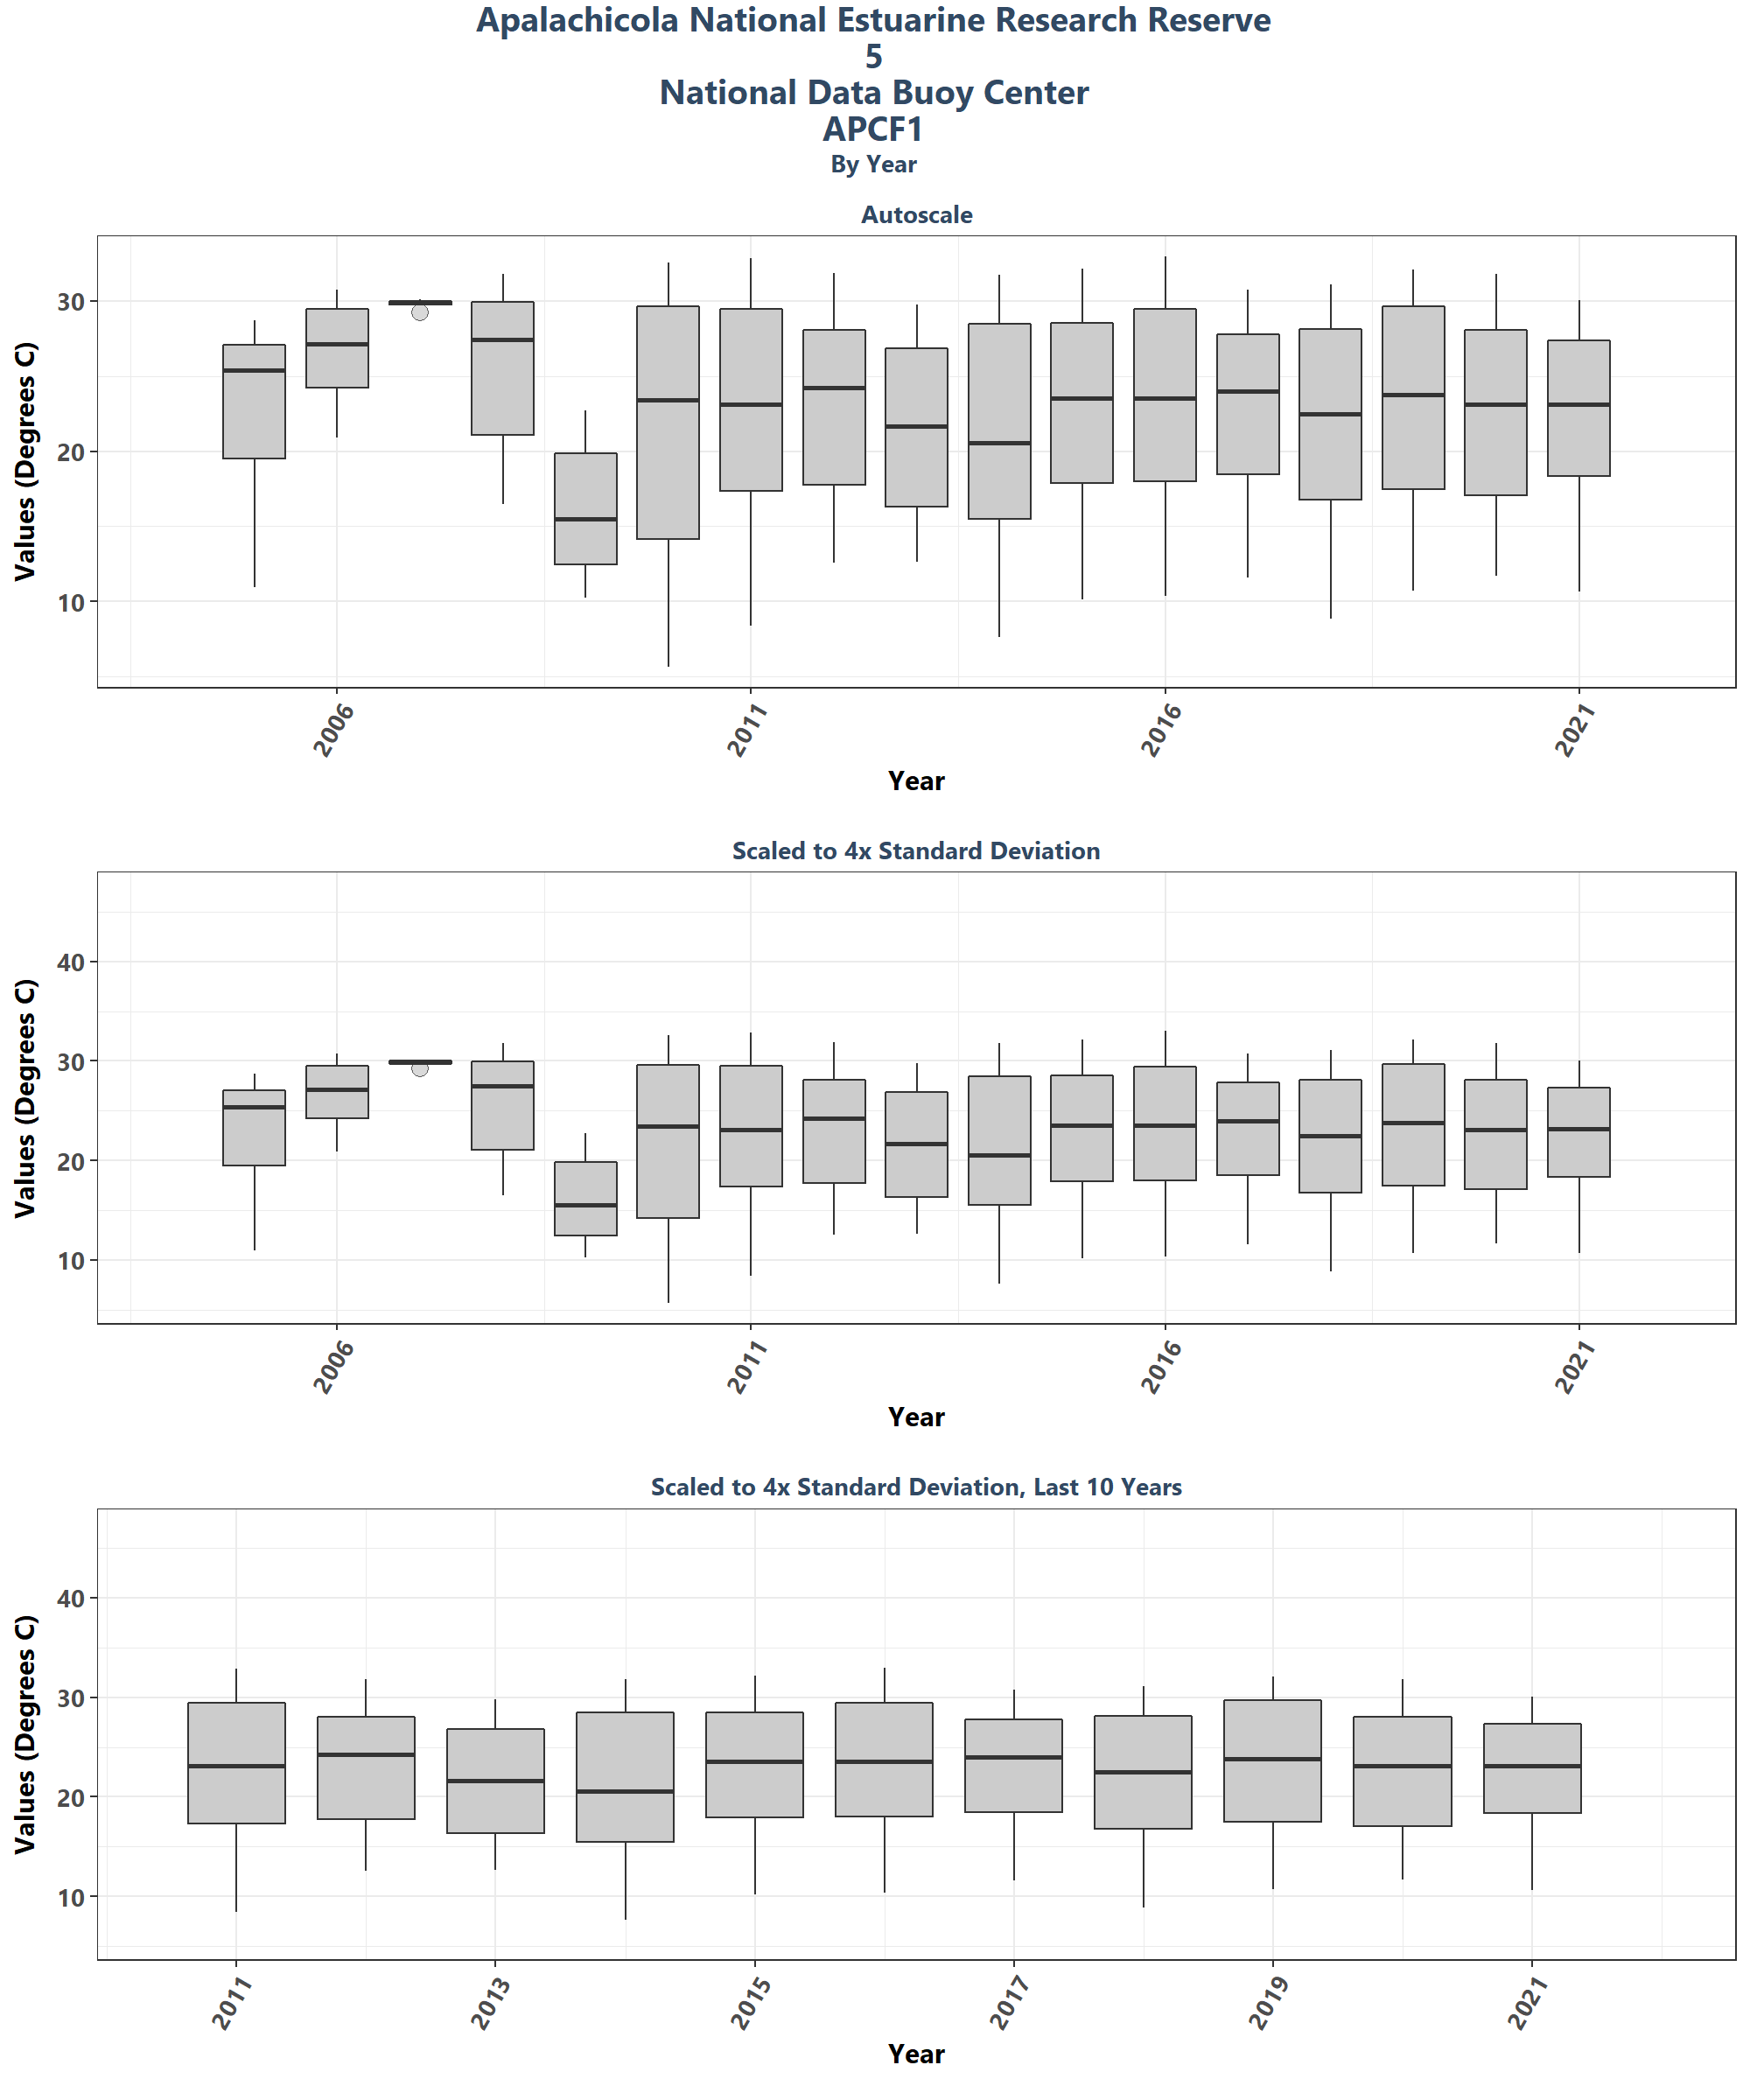 Apalachicola National Estuarine Research Reserve
5
National Data Buoy Center
APCF1
By Year
Autoscale
Values (Degrees C)
30
20
10
2006
2011
2016
2021
Year
Scaled to 4x Standard Deviation
Values (Degrees C)
40
30
20
10
2006
2011
2016
2021
Year
Scaled to 4x Standard Deviation, Last 10 Years
Values (Degrees C)
40
30
20
10
2011
2013
2015
2017
2019
2021
Year